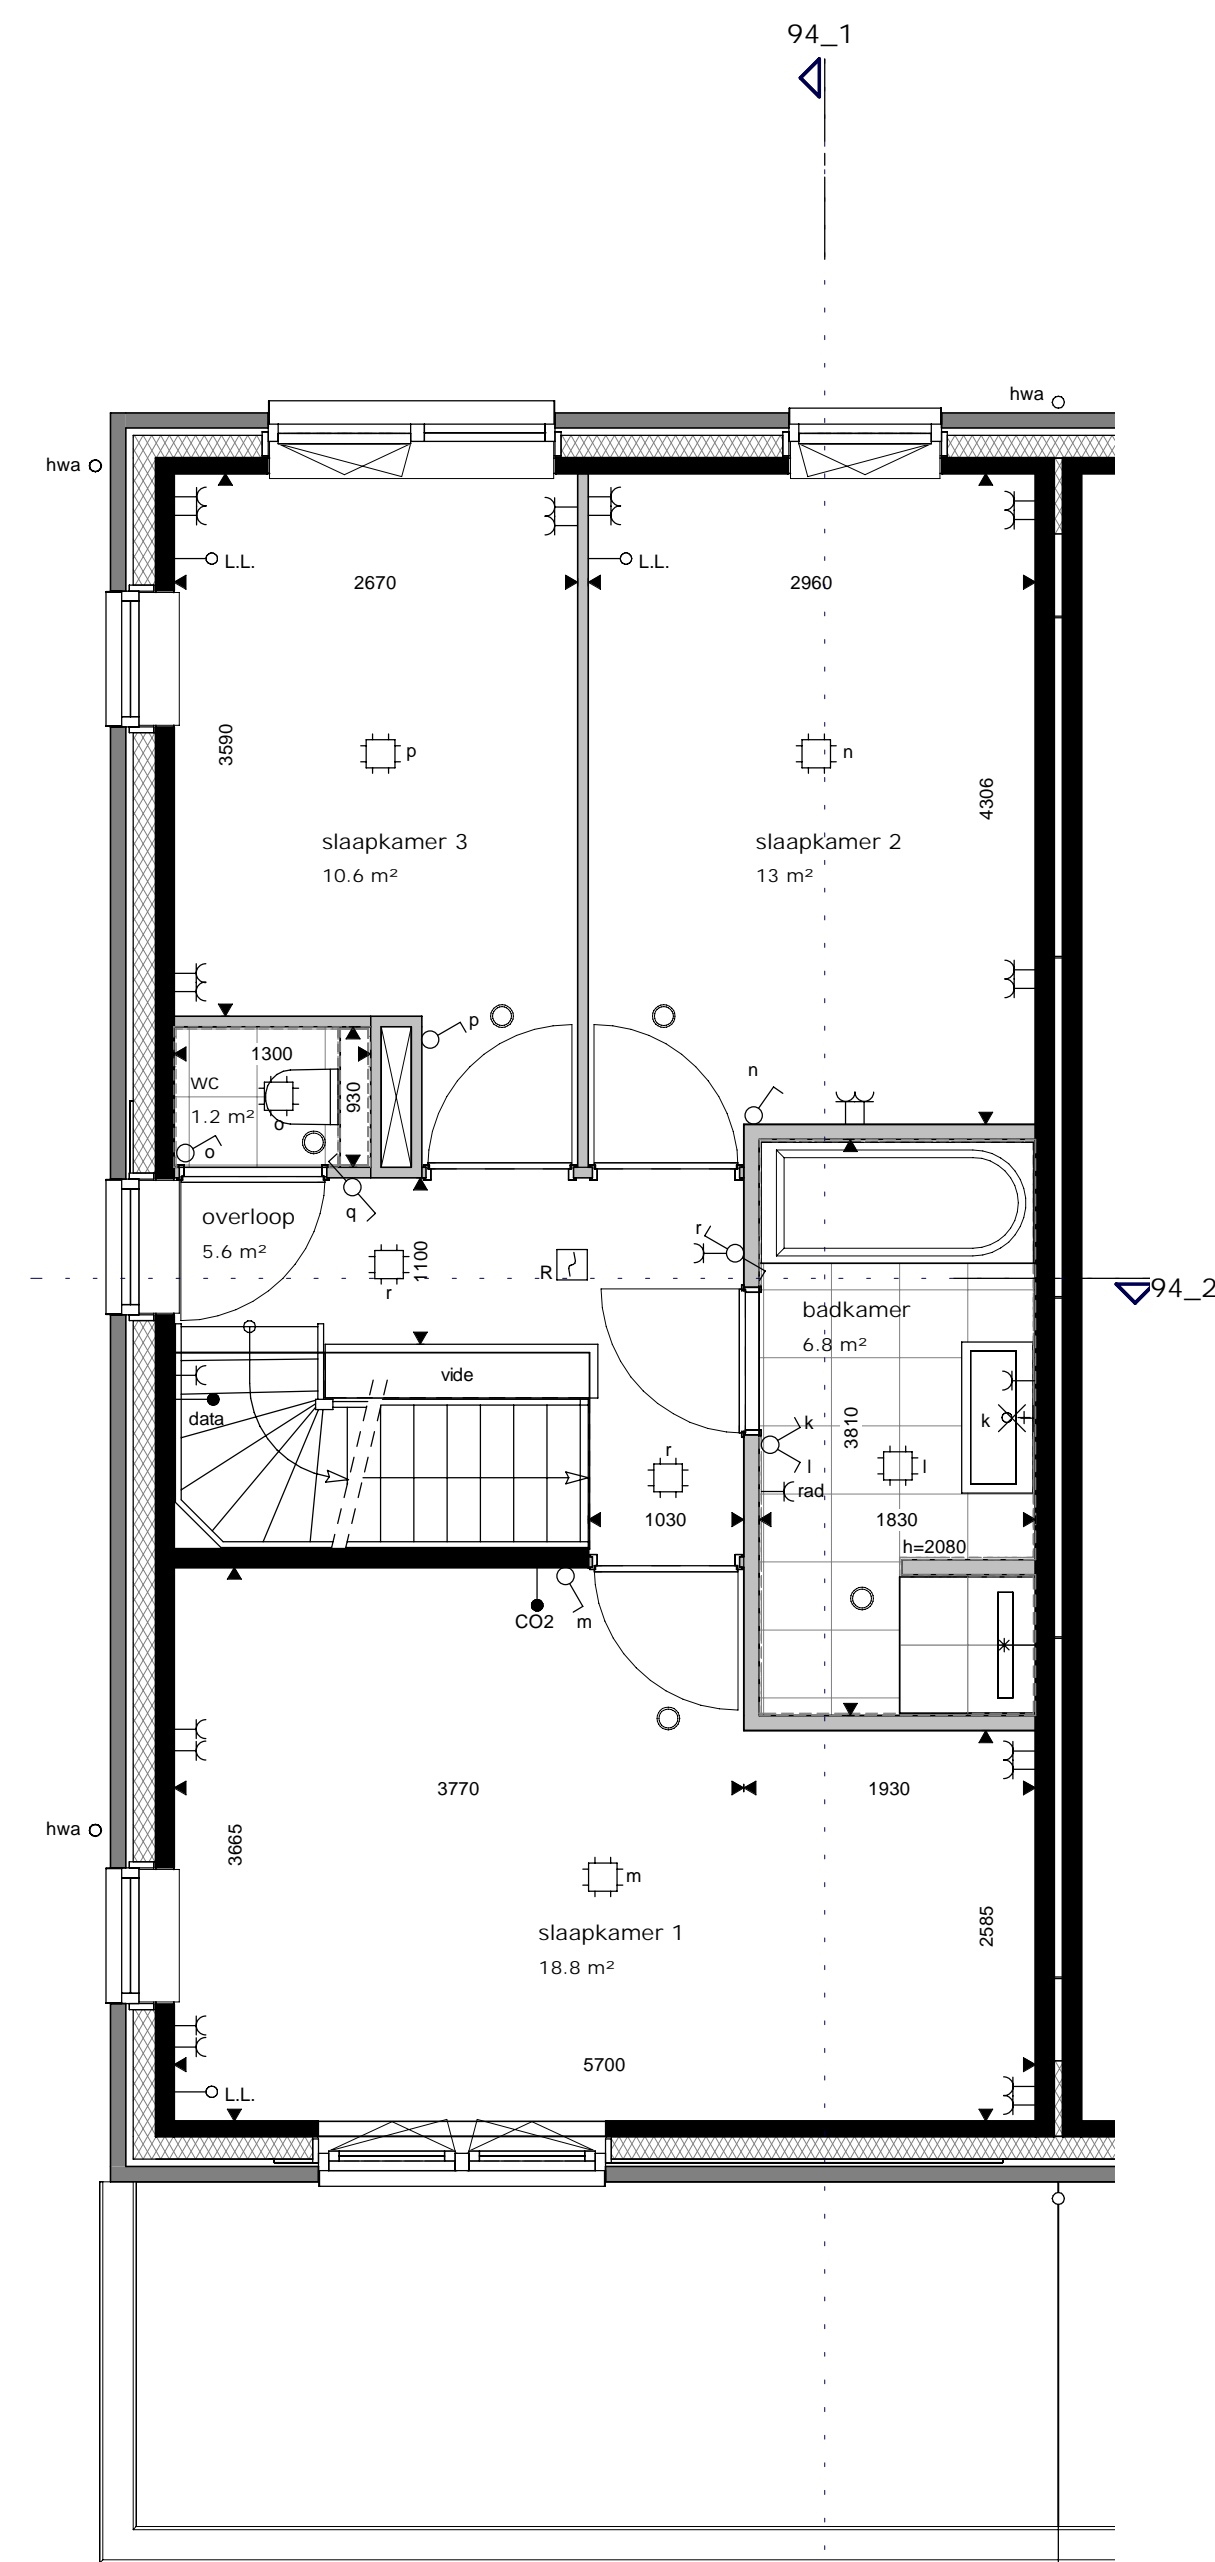 94_1
hwa
hwa
L.L.
L.L.
2670
2960
3590
p
n
4306
slaapkamer 3
10.6 m²
slaapkamer 2
13 m²
p
1300
n
WC
1.2 m²
930
o
o
q
overloop
5.6 m²
r
1100
R
r
94_2
badkamer
6.8 m²
vide
data
k
k
3810
r
l
l
rad
1030
1830
h=2080
CO2
m
3770
1930
hwa
3665
m
2585
slaapkamer 1
18.8 m²
5700
L.L.